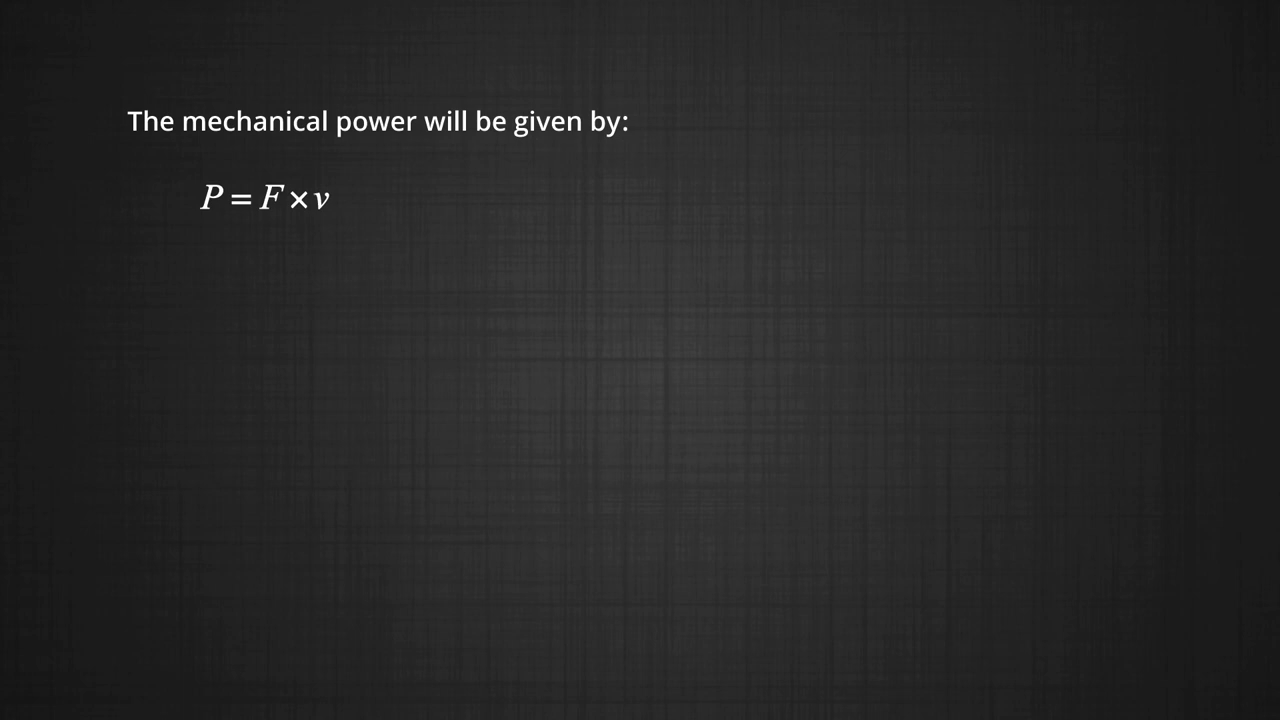 The mechanical power will be given by:
P = F × v